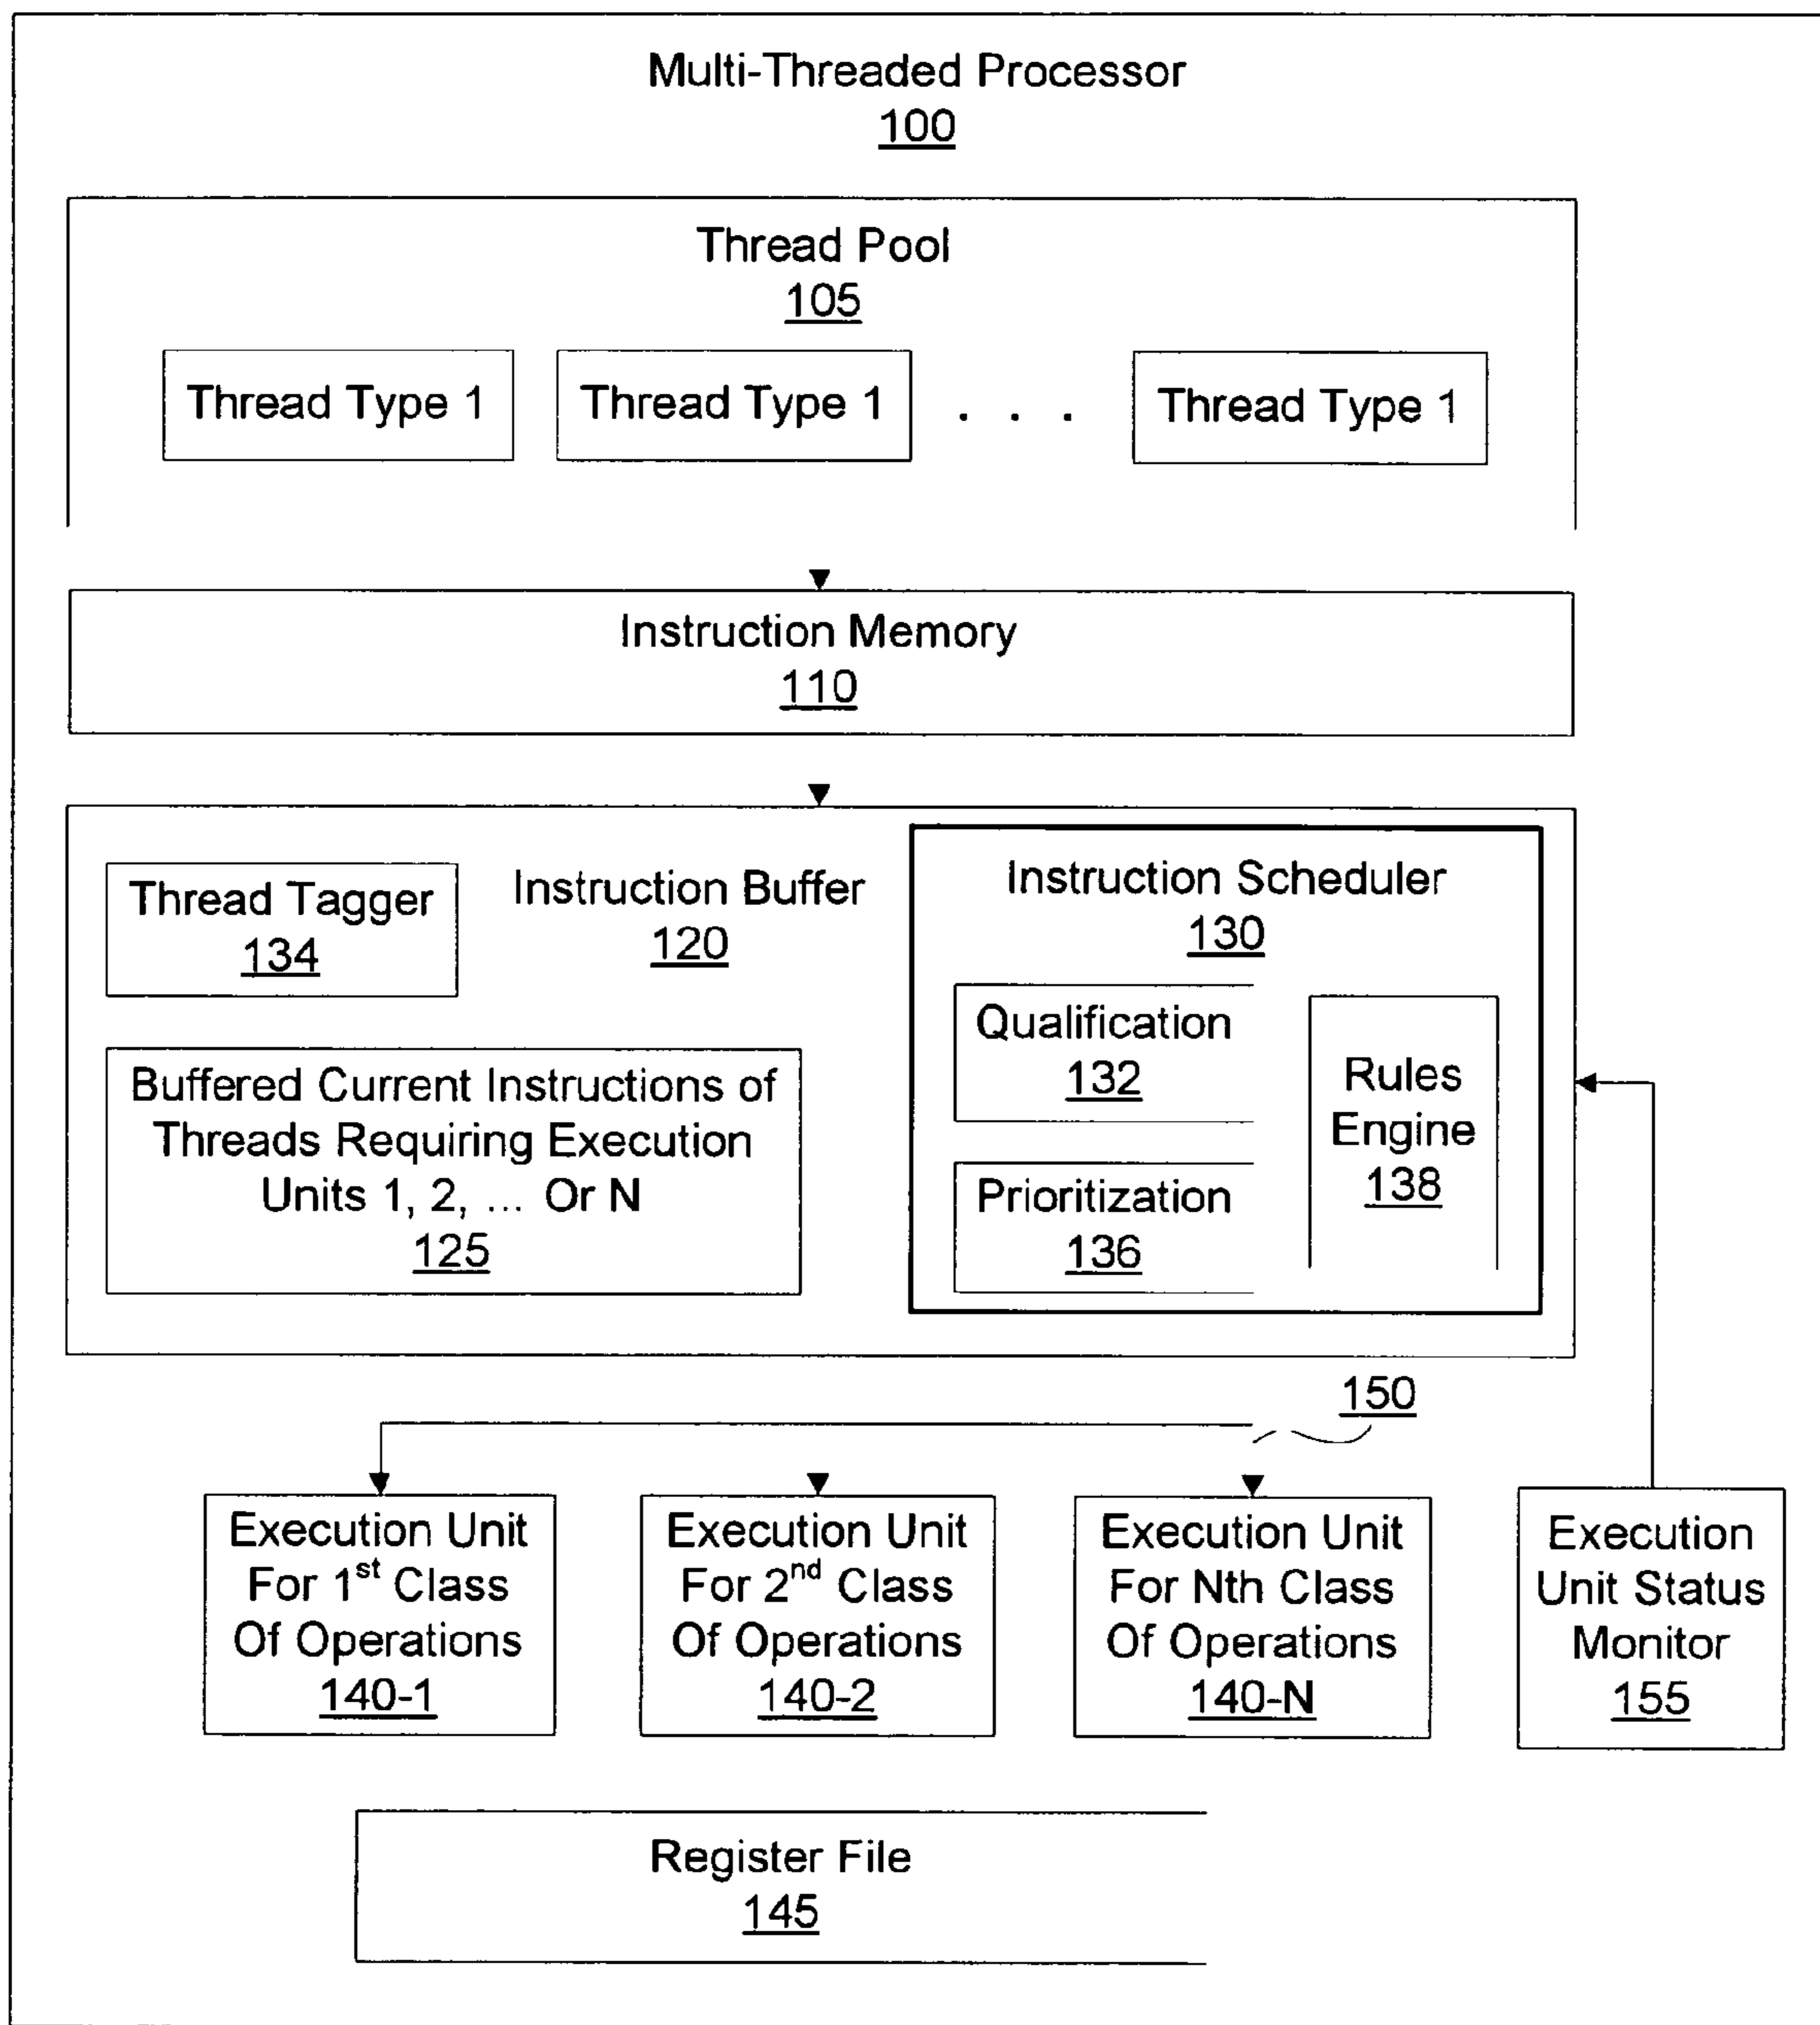 Multi-Threaded Processor
100
Thread Pool
105
Thread Type 1
Thread Type 1
. . .
Thread Type 1
Instruction Memory
110
Thread Tagger
134
Instruction Buffer
120
Instruction Scheduler
130
Qualification
132
Prioritization
136
Rules
Engine
138
Buffered Current Instructions of
Threads Requiring Execution
Units 1, 2, ... Or N
125
150
Execution Unit
For 1st Class
Of Operations
140-1
Execution Unit
For 2nd Class
Of Operations
140-2
Execution Unit
For Nth Class
Of Operations
140-N
Execution
Unit Status
Monitor
155
Register File
145